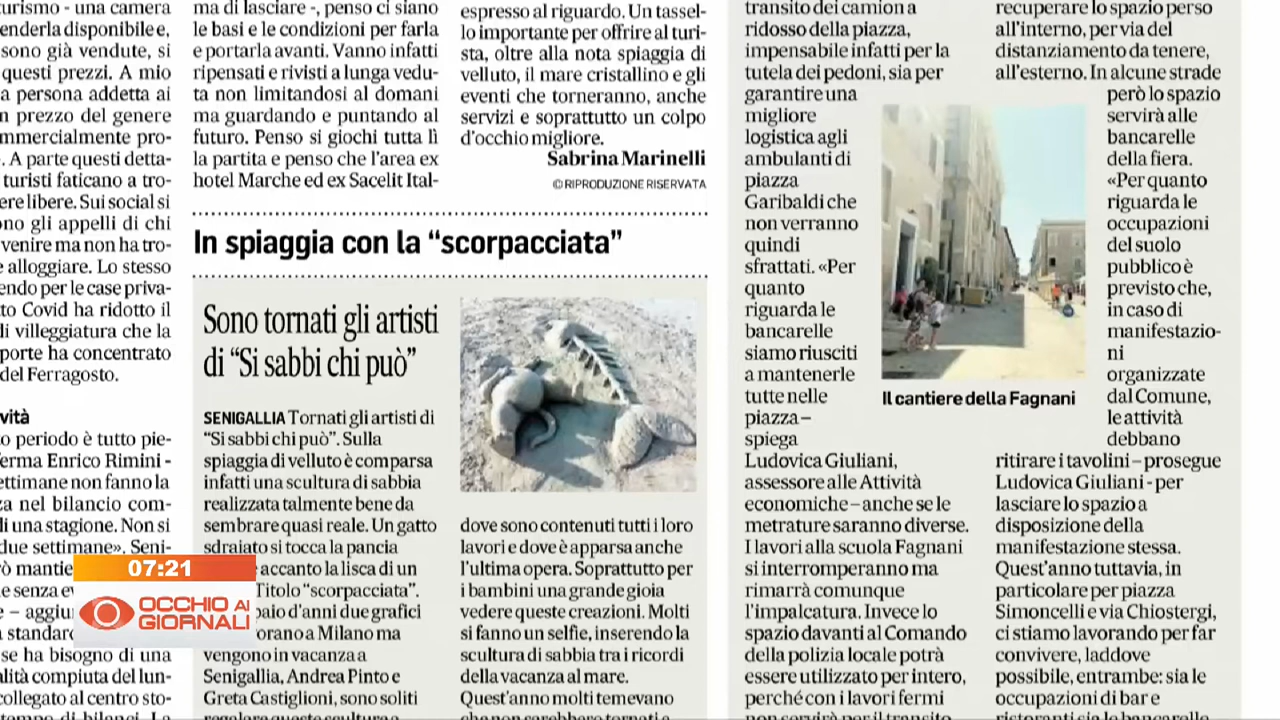 turismo - una camera
renderla disponibile e,
sono già vendute, si
questi prezzi. A mio
a persona addetta ai
n prezzo del genere
mmercialmente pro-
. A parte questi detta-
turisti faticano a tro-
ere libere. Sui social si
ono gli appelli di chi
venire ma non ha tro-
e alloggiare. Lo stesso
endo per le case priva-
to Covid ha ridotto il
di villeggiatura che la
porte ha concentrato
del Ferragosto.
vità
o periodo è tutto pie-
ferma Enrico Rimini -
ettimane non fanno la
za nel bilancio com-
di una stagione. Non si
due settimane». Seni-
ò mantie
e senza ev
e – aggiu
standar
se ha bisogno di una
alità compiuta del lun-
collegato al centro sto-
tempo di bilanci. La
ma di lasciare -, penso ci siano
le basi e le condizioni per farla
e portarla avanti. Vanno infatti
ripensati e rivisti a lunga vedu-
ta non limitandosi al domani
ma guardando e puntando al
futuro. Penso si giochi tutta lì
la partita e penso che l'area ex
hotel Marche ed ex Sacelit Ital-
espresso al riguardo. Un tassel-
lo importante per offrire al turi-
sta, oltre alla nota spiaggia di
velluto, il mare cristallino e gli
eventi che torneranno, anche
servizi e soprattutto un colpo
d'occhio migliore.
Sabrina Marinelli
© RIPRODUZIONE RISERVATA
In spiaggia con la “scorpacciata”
Sono tornati gli artisti
di “Si sabbi chi può”
SENIGALLIA Tornati gli artisti di
“Si sabbi chi può”. Sulla
spiaggia di velluto è comparsa
infatti una scultura di sabbia
realizzata talmente bene da
sembrare quasi reale. Un gatto
sdraiato si tocca la pancia
e accanto la lisca di un
Titolo “scorpacciata”.
paio d'anni due grafici
vorano a Milano ma
vengono in vacanza a
Senigallia, Andrea Pinto e
Greta Castiglioni, sono soliti
regalare queste sculture a
dove sono contenuti tutti i loro
lavori e dove è apparsa anche
l'ultima opera. Soprattutto per
i bambini una grande gioia
vedere queste creazioni. Molti
si fanno un selfie, inserendo la
scultura di sabbia tra i ricordi
della vacanza al mare.
Quest'anno molti temevano
che non sarebbero tornati e
transito dei camion a
ridosso della piazza,
impensabile infatti per la
tutela dei pedoni, sia per
garantire una
migliore
logistica agli
ambulanti di
piazza
Garibaldi che
non verranno
quindi
sfrattati. «Per
quanto
riguarda le
bancarelle
siamo riusciti
a mantenerle
tutte nelle
piazza –
spiega
Ludovica Giuliani,
assessore alle Attività
economiche – anche se le
metrature saranno diverse.
I lavori alla scuola Fagnani
si interromperanno ma
rimarrà comunque
l'impalcatura. Invece lo
spazio davanti al Comando
della polizia locale potrà
essere utilizzato per intero,
perché con i lavori fermi
non servirà per il transito
Il cantiere della Fagnani
recuperare lo spazio perso
all'interno, per via del
distanziamento da tenere,
all'esterno. In alcune strade
però lo spazio
servirà alle
bancarelle
della fiera.
«Per quanto
riguarda le
occupazioni
del suolo
pubblico è
previsto che,
in caso di
manifestazio-
ni
organizzate
dal Comune,
le attività
debbano
ritirare i tavolini – prosegue
Ludovica Giuliani - per
lasciare lo spazio a
disposizione della
manifestazione stessa.
Quest'anno tuttavia, in
particolare per piazza
Simoncelli e via Chiostergi,
ci stiamo lavorando per far
convivere, laddove
possibile, entrambe: sia le
occupazioni di bar e
ristoranti sia le bancarelle
07:21
OCCHIO AI
GIORNALI